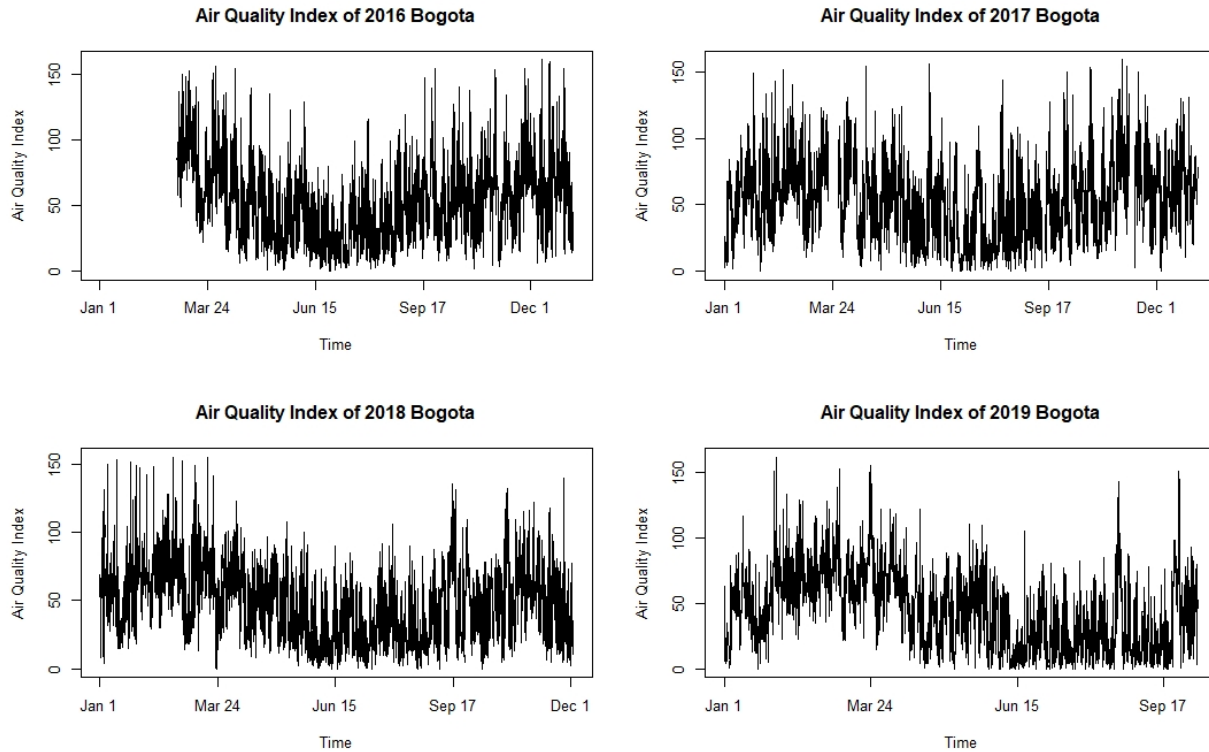 Air Quality Index of 2016 Bogota
Air Quality Index
150
100
50
0
Jan 1 Mar 24 Jun 15 Sep 17 Dec 1
Time
Air Quality Index of 2017 Bogota
Air Quality Index
150
100
50
0
Jan 1 Mar 24 Jun 15 Sep 17 Dec 1
Time
Air Quality Index of 2018 Bogota
Air Quality Index
150
100
50
0
Jan 1 Mar 24 Jun 15 Sep 17 Dec 1
Time
Air Quality Index of 2019 Bogota
Air Quality Index
150
100
50
0
Jan 1 Mar 24 Jun 15 Sep 17
Time